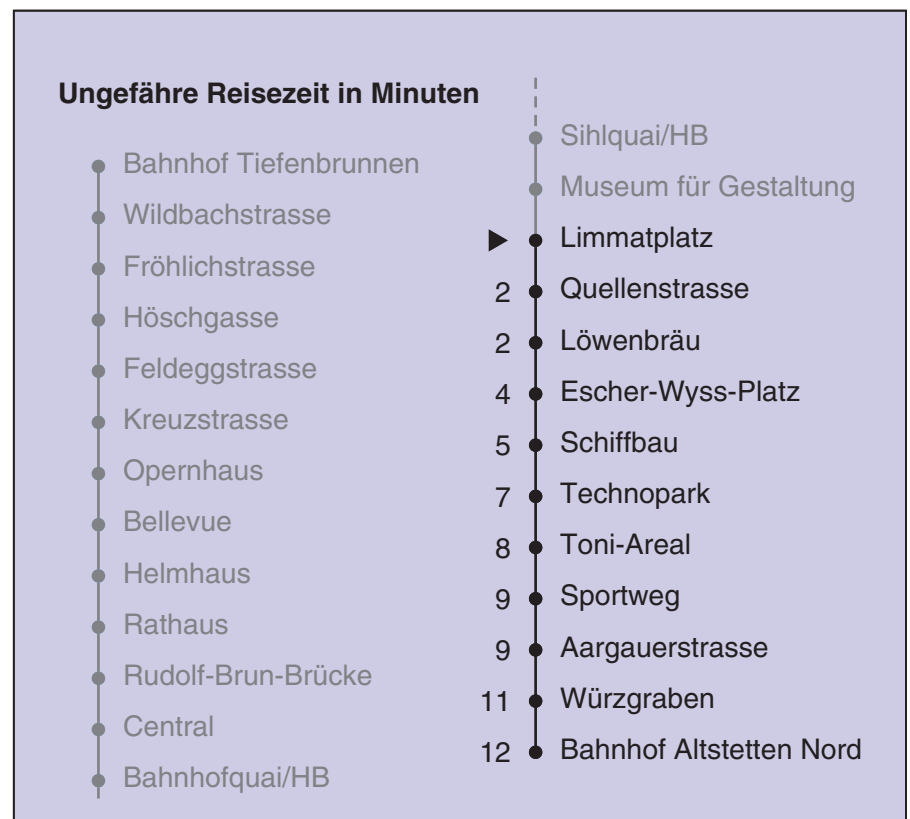 Ungefähre Reisezeit in Minuten
Bahnhof Tiefenbrunnen
Wildbachstrasse
Fröhlichstrasse
Höschgasse
Feldeggstrasse
Kreuzstrasse
Opernhaus
Bellevue
Helmhaus
Rathaus
Rudolf-Brun-Brücke
Central
Bahnhofquai/HB
Sihlquai/HB
Museum für Gestaltung
Limmatplatz
2 Quellenstrasse
2 Löwenbräu
4 Escher-Wyss-Platz
5 Schiffbau
7 Technopark
8 Toni-Areal
9 Sportweg
9 Aargauerstrasse
11 Würzgraben
12 Bahnhof Altstetten Nord